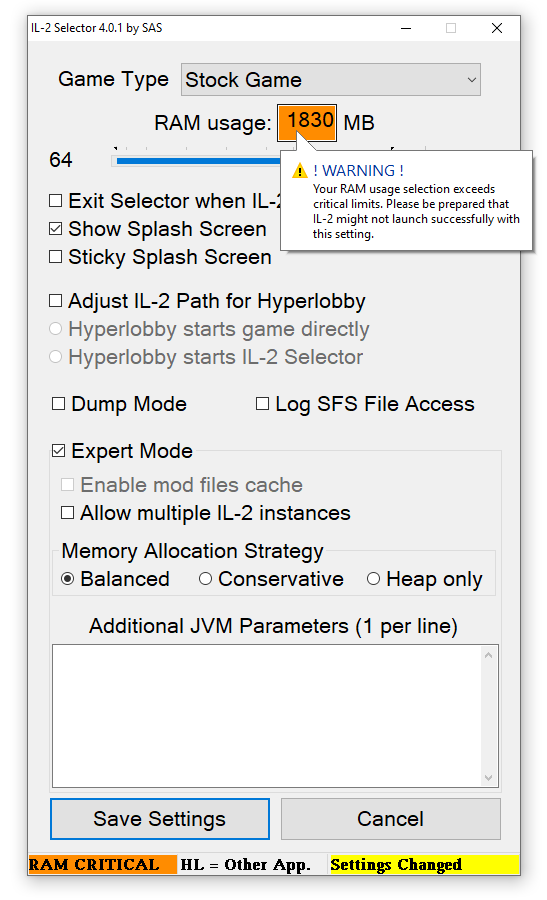 IL-2 Selector 4.0.1 by SAS
Game Type Stock Game
RAM usage: 1830 MB
64
! WARNING !
Your RAM usage selection exceeds
critical limits. Please be prepared that
IL-2 might not launch successfully with
this setting.
Exit Selector when IL-2
Show Splash Screen
Sticky Splash Screen
Adjust IL-2 Path for Hyperlobby
Hyperlobby starts game directly
Hyperlobby starts IL-2 Selector
Dump Mode Log SFS File Access
Expert Mode
Enable mod files cache
Allow multiple IL-2 instances
Memory Allocation Strategy
Balanced Conservative Heap only
Additional JVM Parameters (1 per line)
Save Settings Cancel
RAM CRITICAL HL = Other App. Settings Changed